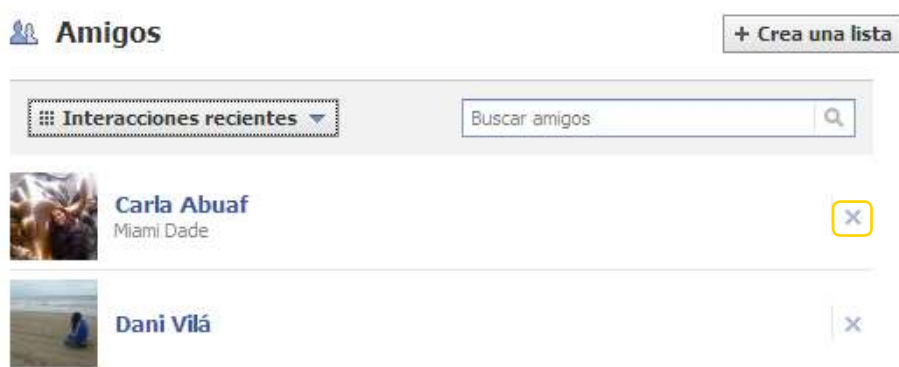 Amigos
+ Crea una lista
Interacciones recientes
Buscar amigos
Carla Abuaf
Miami Dade
Dani Vilá